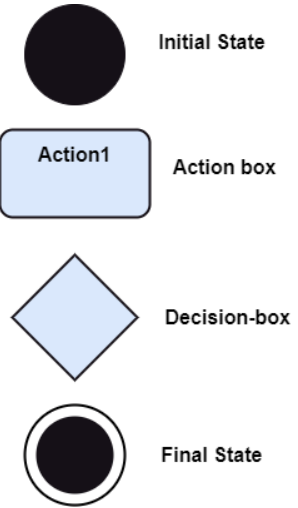 Initial State
Action1
Action box
Decision-box
Final State